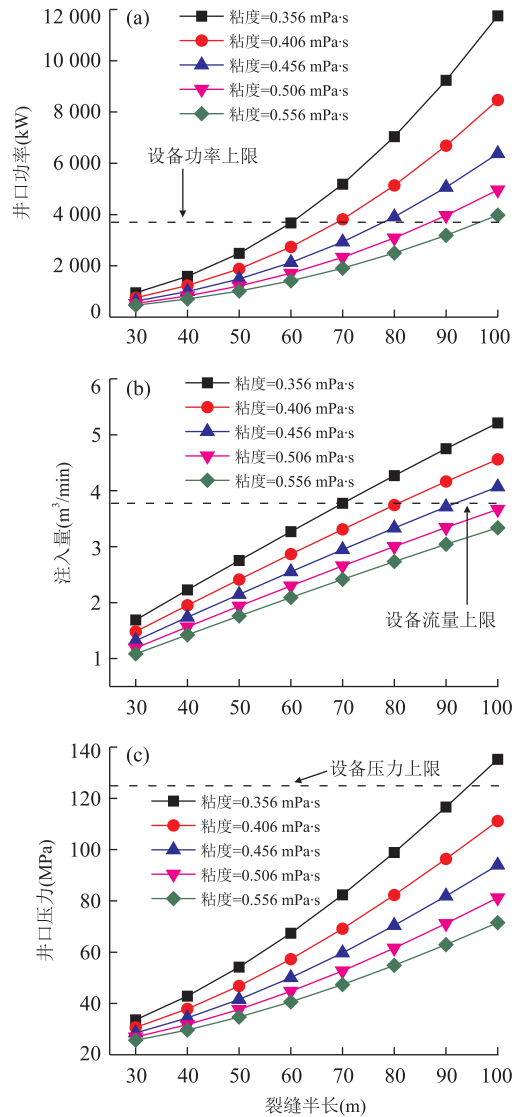 (a)
12 000
10 000
8 000
6 000
4 000
2 000
0
井口功率(kW)
粘度=0.356 mPa·s
粘度=0.406 mPa·s
粘度=0.456 mPa·s
粘度=0.506 mPa·s
粘度=0.556 mPa·s
设备功率上限
30 40 50 60 70 80 90 100
(b)
6
5
4
3
2
1
注入量(m³/min)
粘度=0.356 mPa·s
粘度=0.406 mPa·s
粘度=0.456 mPa·s
粘度=0.506 mPa·s
粘度=0.556 mPa·s
设备流量上限
30 40 50 60 70 80 90 100
(c)
140
120
100
80
60
40
20
井口压力(MPa)
设备压力上限
粘度=0.356 mPa·s
粘度=0.406 mPa·s
粘度=0.456 mPa·s
粘度=0.506 mPa·s
粘度=0.556 mPa·s
30 40 50 60 70 80 90 100
裂缝半长(m)